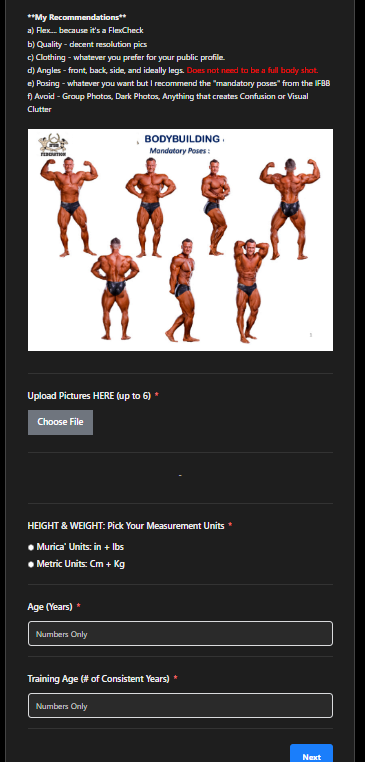 **My Recommendations**
a) Flex.... because it's a FlexCheck
b) Quality - decent resolution pics
c) Clothing - whatever you prefer for your public profile.
d) Angles - front, back, side, and ideally legs. Does not need to be a full body shot.
e) Posing - whatever you want but I recommend the "mandatory poses" from the IFBB
f) Avoid - Group Photos, Dark Photos, Anything that creates Confusion or Visual
Clutter
BODYBUILDING
Mandatory Poses :
FEDERATION
Upload Pictures HERE (up to 6) *
Choose File
-
HEIGHT & WEIGHT: Pick Your Measurement Units *
Murica' Units: in + lbs
Metric Units: Cm + Kg
Age (Years) *
Numbers Only
Training Age (# of Consistent Years) *
Numbers Only
Next